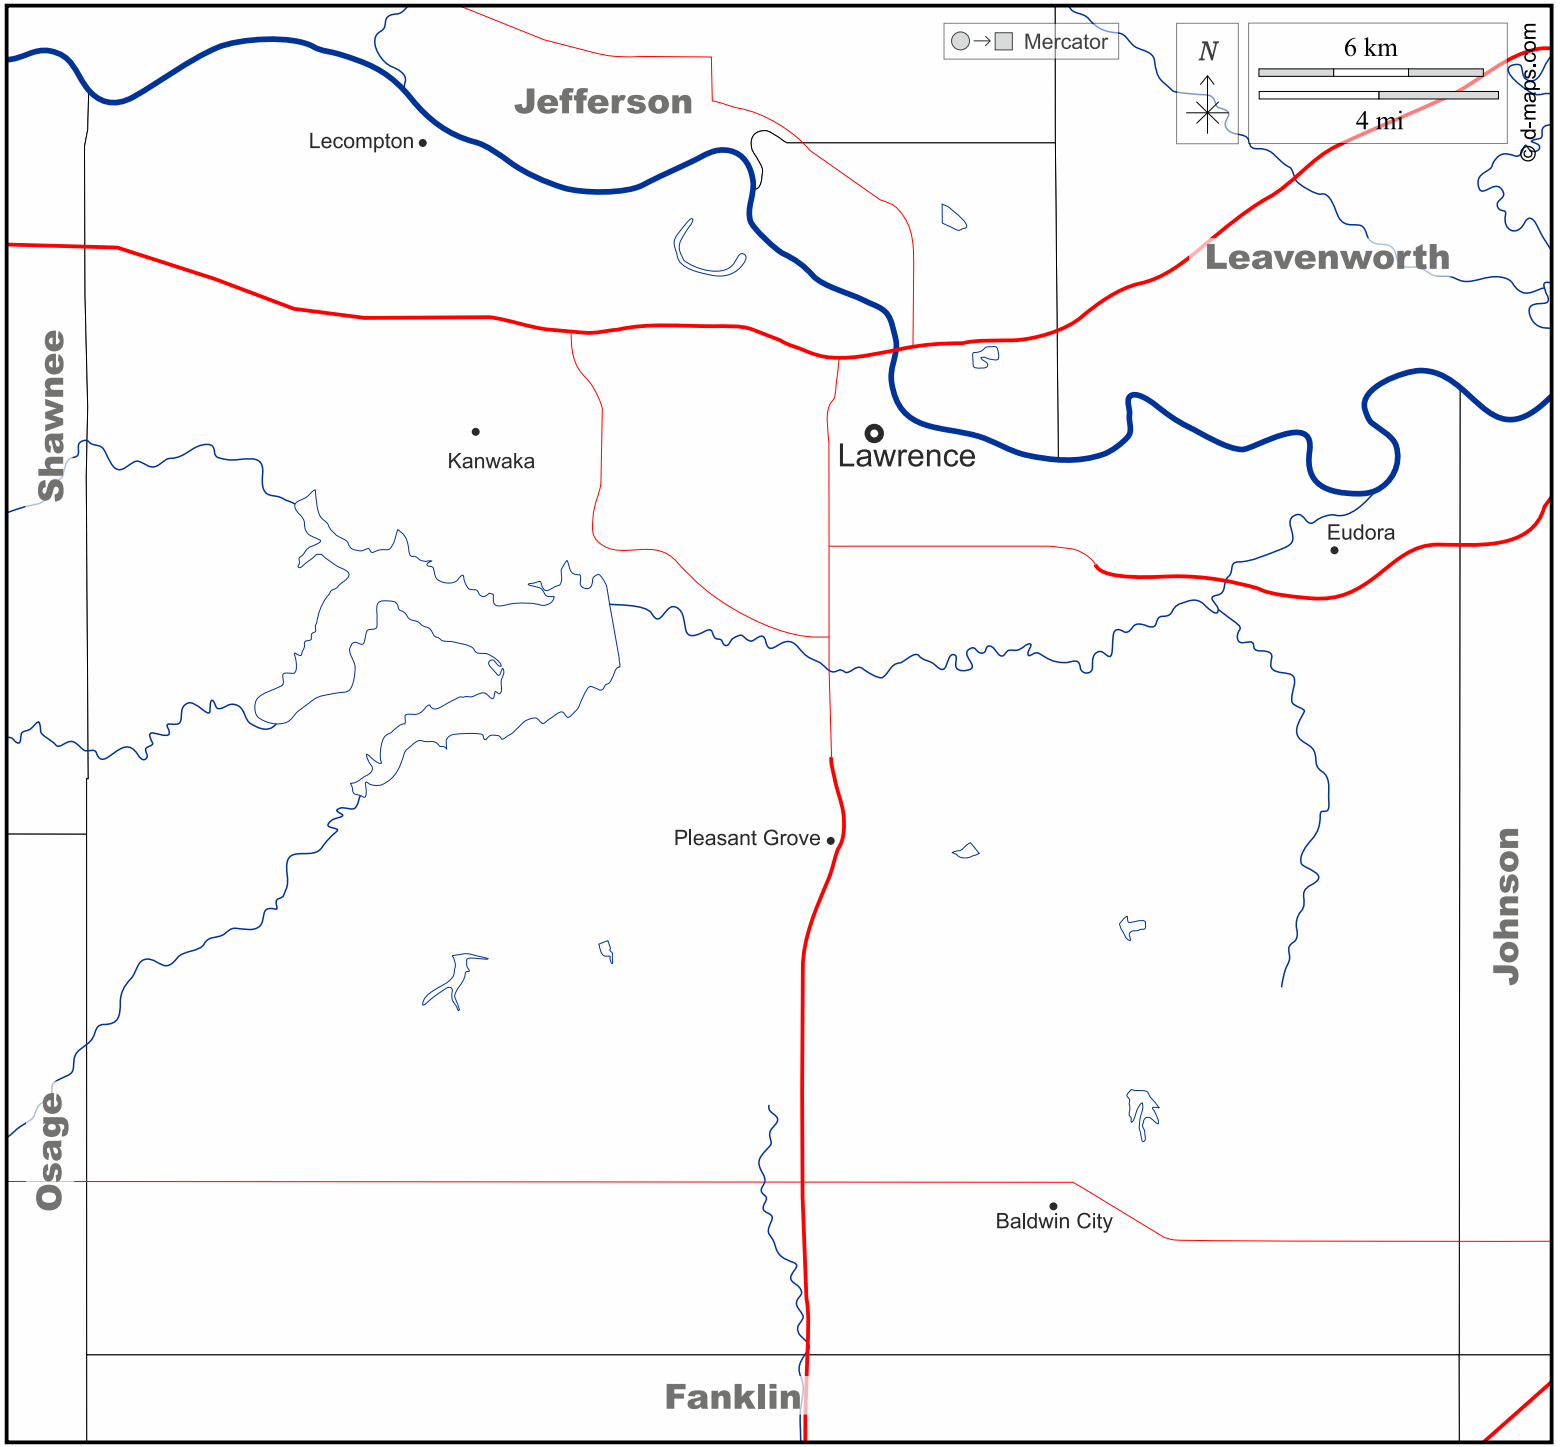 Mercator
N
6 km
4 mi
© d-maps.com
Jefferson
Lecompton
Leavenworth
Shawnee
Kanwaka
Lawrence
Eudora
Pleasant Grove
Johnson
Osage
Baldwin City
Fanklin